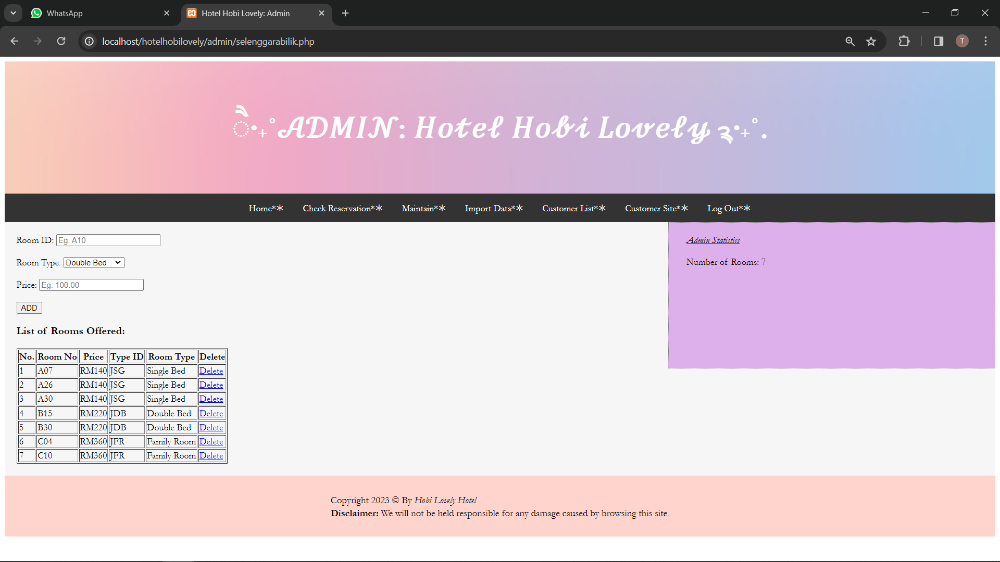 WhatsApp
Hotel Hobi Lovely: Admin
localhost/hotelhobilovely/admin/selenggarabilik.php
T
ADMIN: Hotel Hobi Lovely
Home*✲ Check Reservation*✲ Maintain*✲ Import Data*✲ Customer List*✲ Customer Site*✲ Log Out*✲
Room ID: Eg: A10
Room Type: Double Bed
Price: Eg: 100.00
ADD
List of Rooms Offered:
No. Room No Price Type ID Room Type Delete
1 A07 RM140 JSG Single Bed Delete
2 A26 RM140 JSG Single Bed Delete
3 A30 RM140 JSG Single Bed Delete
4 B15 RM220 JDB Double Bed Delete
5 B30 RM220 JDB Double Bed Delete
6 C04 RM360 JFR Family Room Delete
7 C10 RM360 JFR Family Room Delete
Admin Statistics
Number of Rooms: 7
Copyright 2023 © By Hobi Lovely Hotel
Disclaimer: We will not be held responsible for any damage caused by browsing this site.